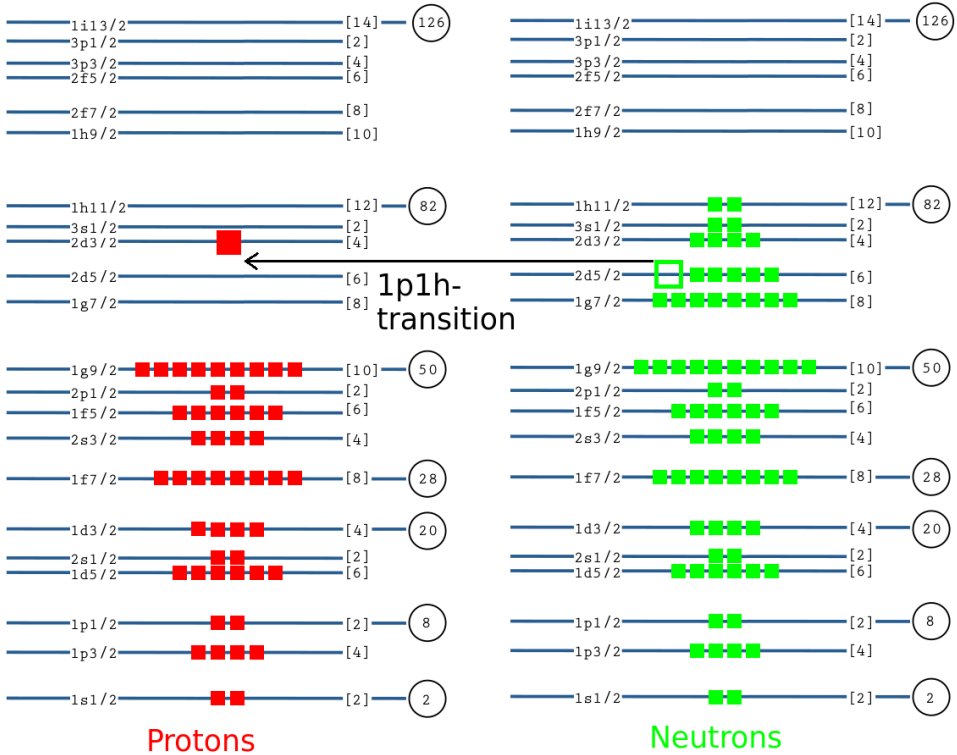 1i13/2 [14] 126
3p1/2 [2]
3p3/2 [4]
2f5/2 [6]
2f7/2 [8]
1h9/2 [10]
1h11/2 [12] 82
3s1/2 [2]
2d3/2 [4]
2d5/2 [6]
1g7/2 [8]
1g9/2 [10] 50
2p1/2 [2]
1f5/2 [6]
2s3/2 [4]
1f7/2 [8] 28
1d3/2 [4] 20
2s1/2 [2]
1d5/2 [6]
1p1/2 [2] 8
1p3/2 [4]
1s1/2 [2] 2
Protons
1p1h-
transition
1i13/2 [14] 126
3p1/2 [2]
3p3/2 [4]
2f5/2 [6]
2f7/2 [8]
1h9/2 [10]
1h11/2 [12] 82
3s1/2 [2]
2d3/2 [4]
2d5/2 [6]
1g7/2 [8]
1g9/2 [10] 50
2p1/2 [2]
1f5/2 [6]
2s3/2 [4]
1f7/2 [8] 28
1d3/2 [4] 20
2s1/2 [2]
1d5/2 [6]
1p1/2 [2] 8
1p3/2 [4]
1s1/2 [2] 2
Neutrons